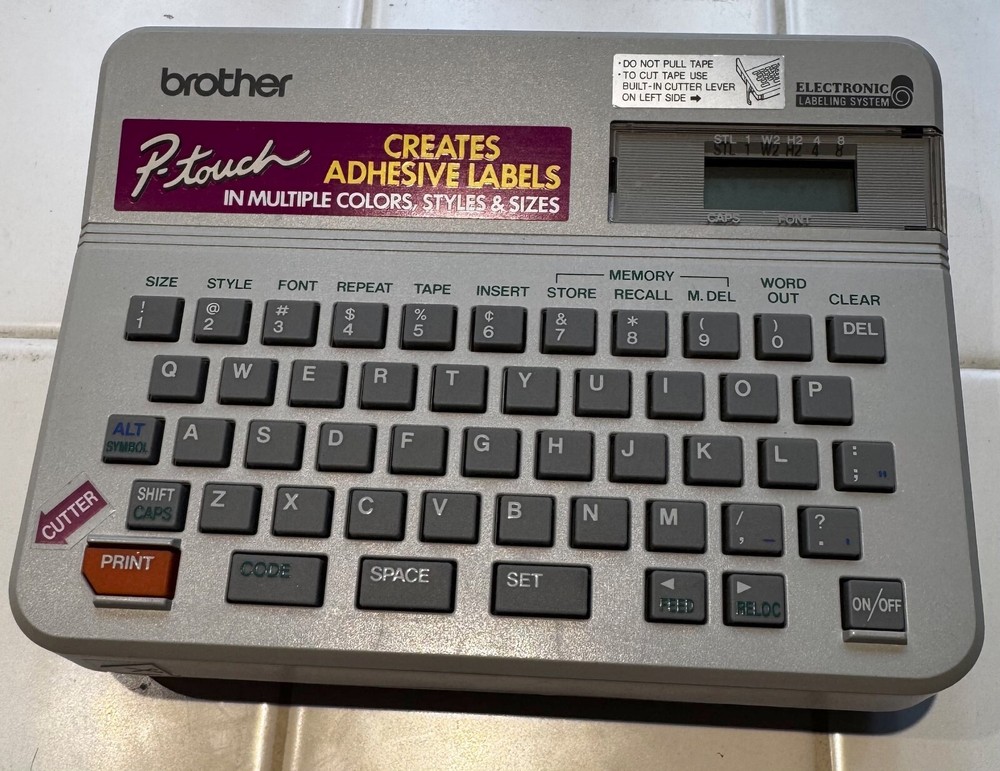 brother
· DO NOT PULL TAPE
· TO CUT TAPE USE
BUILT-IN CUTTER LEVER
ON LEFT SIDE ➡
ELECTRONIC
LABELING SYSTEM
P-touch
CREATES
ADHESIVE LABELS
IN MULTIPLE COLORS, STYLES & SIZES
STL 1 W2 H2 4 8
CAPS FONT
MEMORY
SIZE STYLE FONT REPEAT TAPE INSERT STORE RECALL M. DEL WORD OUT CLEAR
! @ # $ % ¢ & * ( )
1 2 3 4 5 6 7 8 9 0 DEL
Q W E R T Y U I O P
ALT
SYMBOL
A S D F G H J K L : ; "
CUTTER
SHIFT
CAPS
Z X C V B N M / , _ ? . '
PRINT CODE SPACE SET ◀ FEED ▶ RELOC ON/OFF